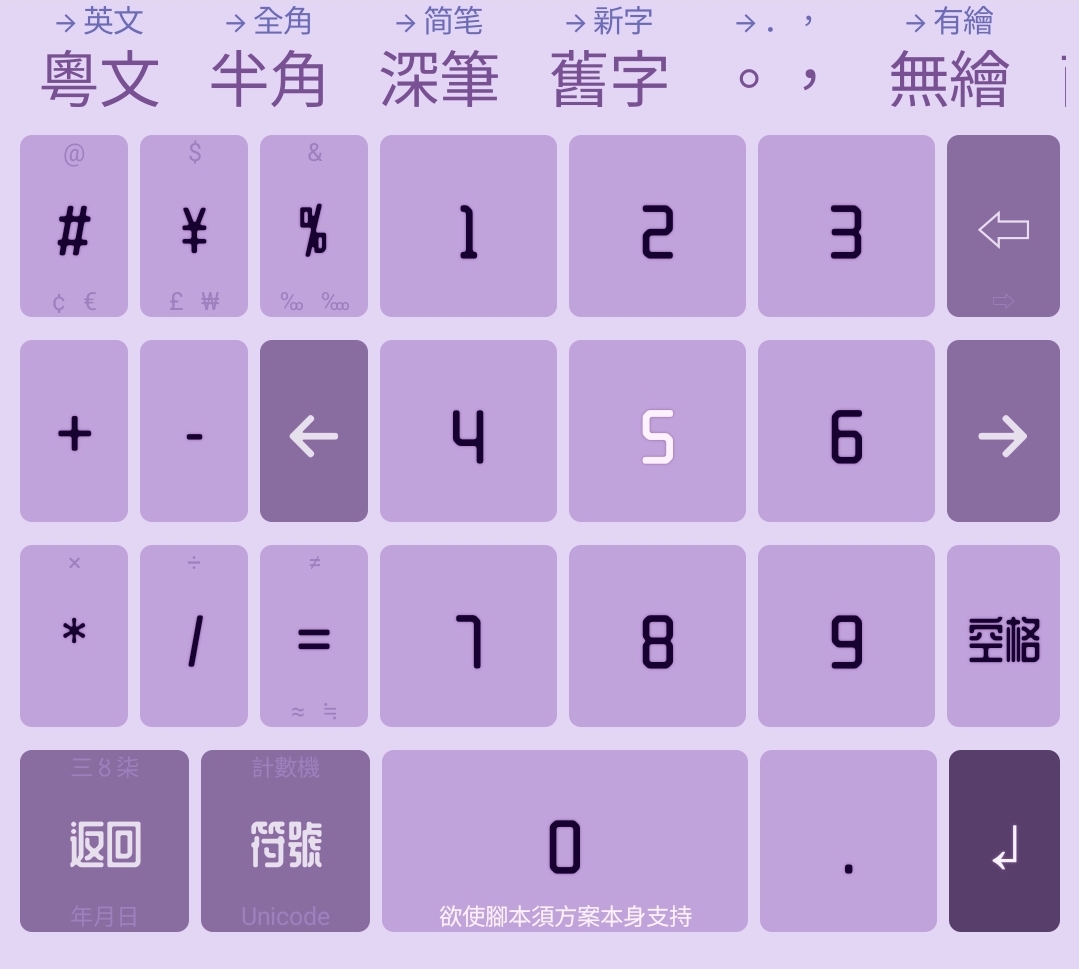 → 英文 → 全角 → 简笔 → 新字 → . , → 有繪
粵文 半角 深筆 舊字 。, 無繪
@ $ &
# ¥ % 1 2 3 ⇦
¢ € £ ₩ ‰ ‱ ⇨
+ - ← 4 5 6 →
× ÷ ≠
* / = 7 8 9 空格
≈ ≒
三〥柒 計數機
返回 符號 0 . ↲
年月日 Unicode 欲使腳本須方案本身支持